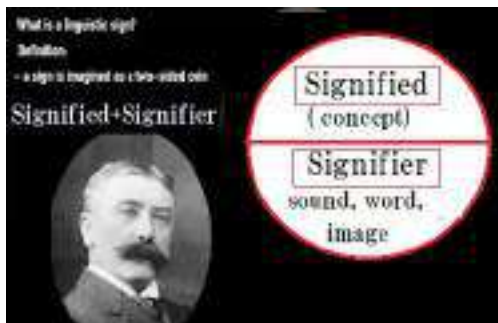 What is a linguistic sign?
Definition:
- a sign is imagined as a two-sided coin
Signified+Signifier
Signified
( concept)
Signifier
sound, word,
image